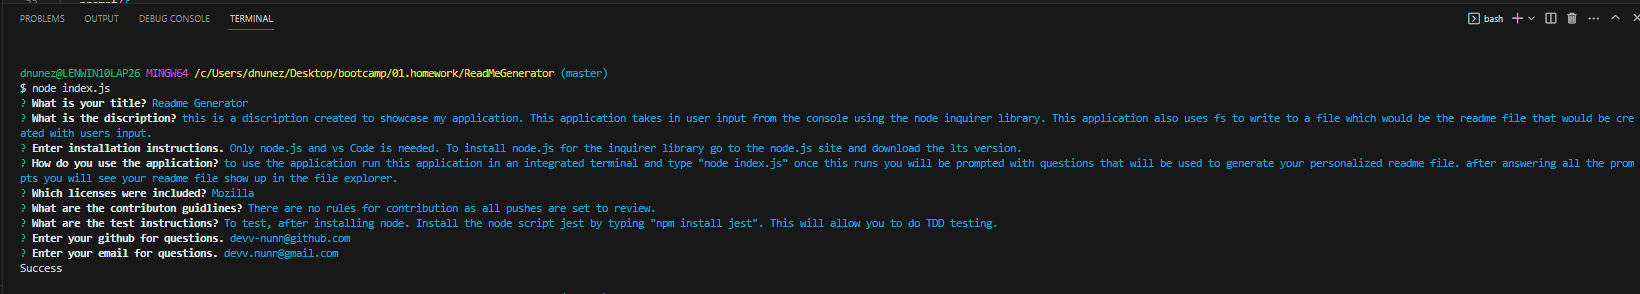 PROBLEMS OUTPUT DEBUG CONSOLE TERMINAL bash
dnunez@LENWIN10LAP26 MINGW64 /c/Users/dnunez/Desktop/bootcamp/01.homework/ReadMeGenerator (master)
$ node index.js
? What is your title? Readme Generator
? What is the discription? this is a discription created to showcase my application. This application takes in user input from the console using the node inquirer library. This application also uses fs to write to a file which would be the readme file that would be cre
ated with users input.
? Enter installation instructions. Only node.js and vs Code is needed. To install node.js for the inquirer library go to the node.js site and download the lts version.
? How do you use the application? to use the application run this application in an integrated terminal and type "node index.js" once this runs you will be prompted with questions that will be used to generate your personalized readme file. after answering all the prom
pts you will see your readme file show up in the file explorer.
? Which licenses were included? Mozilla
? What are the contributon guidlines? There are no rules for contribution as all pushes are set to review.
? What are the test instructions? To test, after installing node. Install the node script jest by typing "npm install jest". This will allow you to do TDD testing.
? Enter your github for questions. devv-nunn@github.com
? Enter your email for questions. devv.nunn@gmail.com
Success